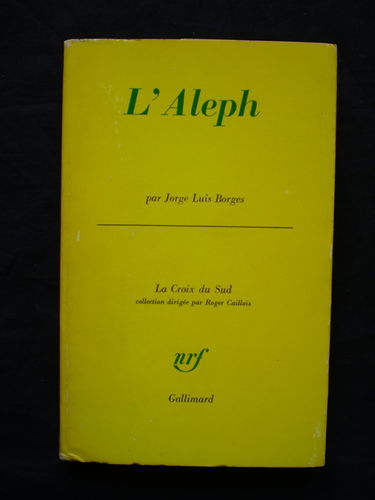 L'Aleph
par Jorge Luis Borges
La Croix du Sud
collection dirigée par Roger Caillois
nrf
Gallimard